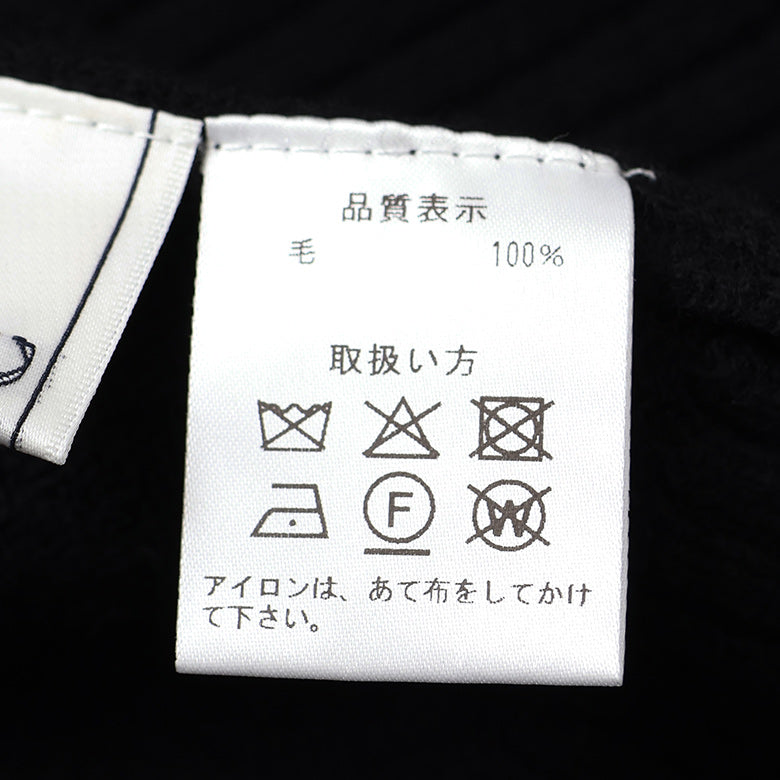 品質表示
毛 100%
取扱い方
F W
アイロンは、あて布をしてかけ
て下さい。